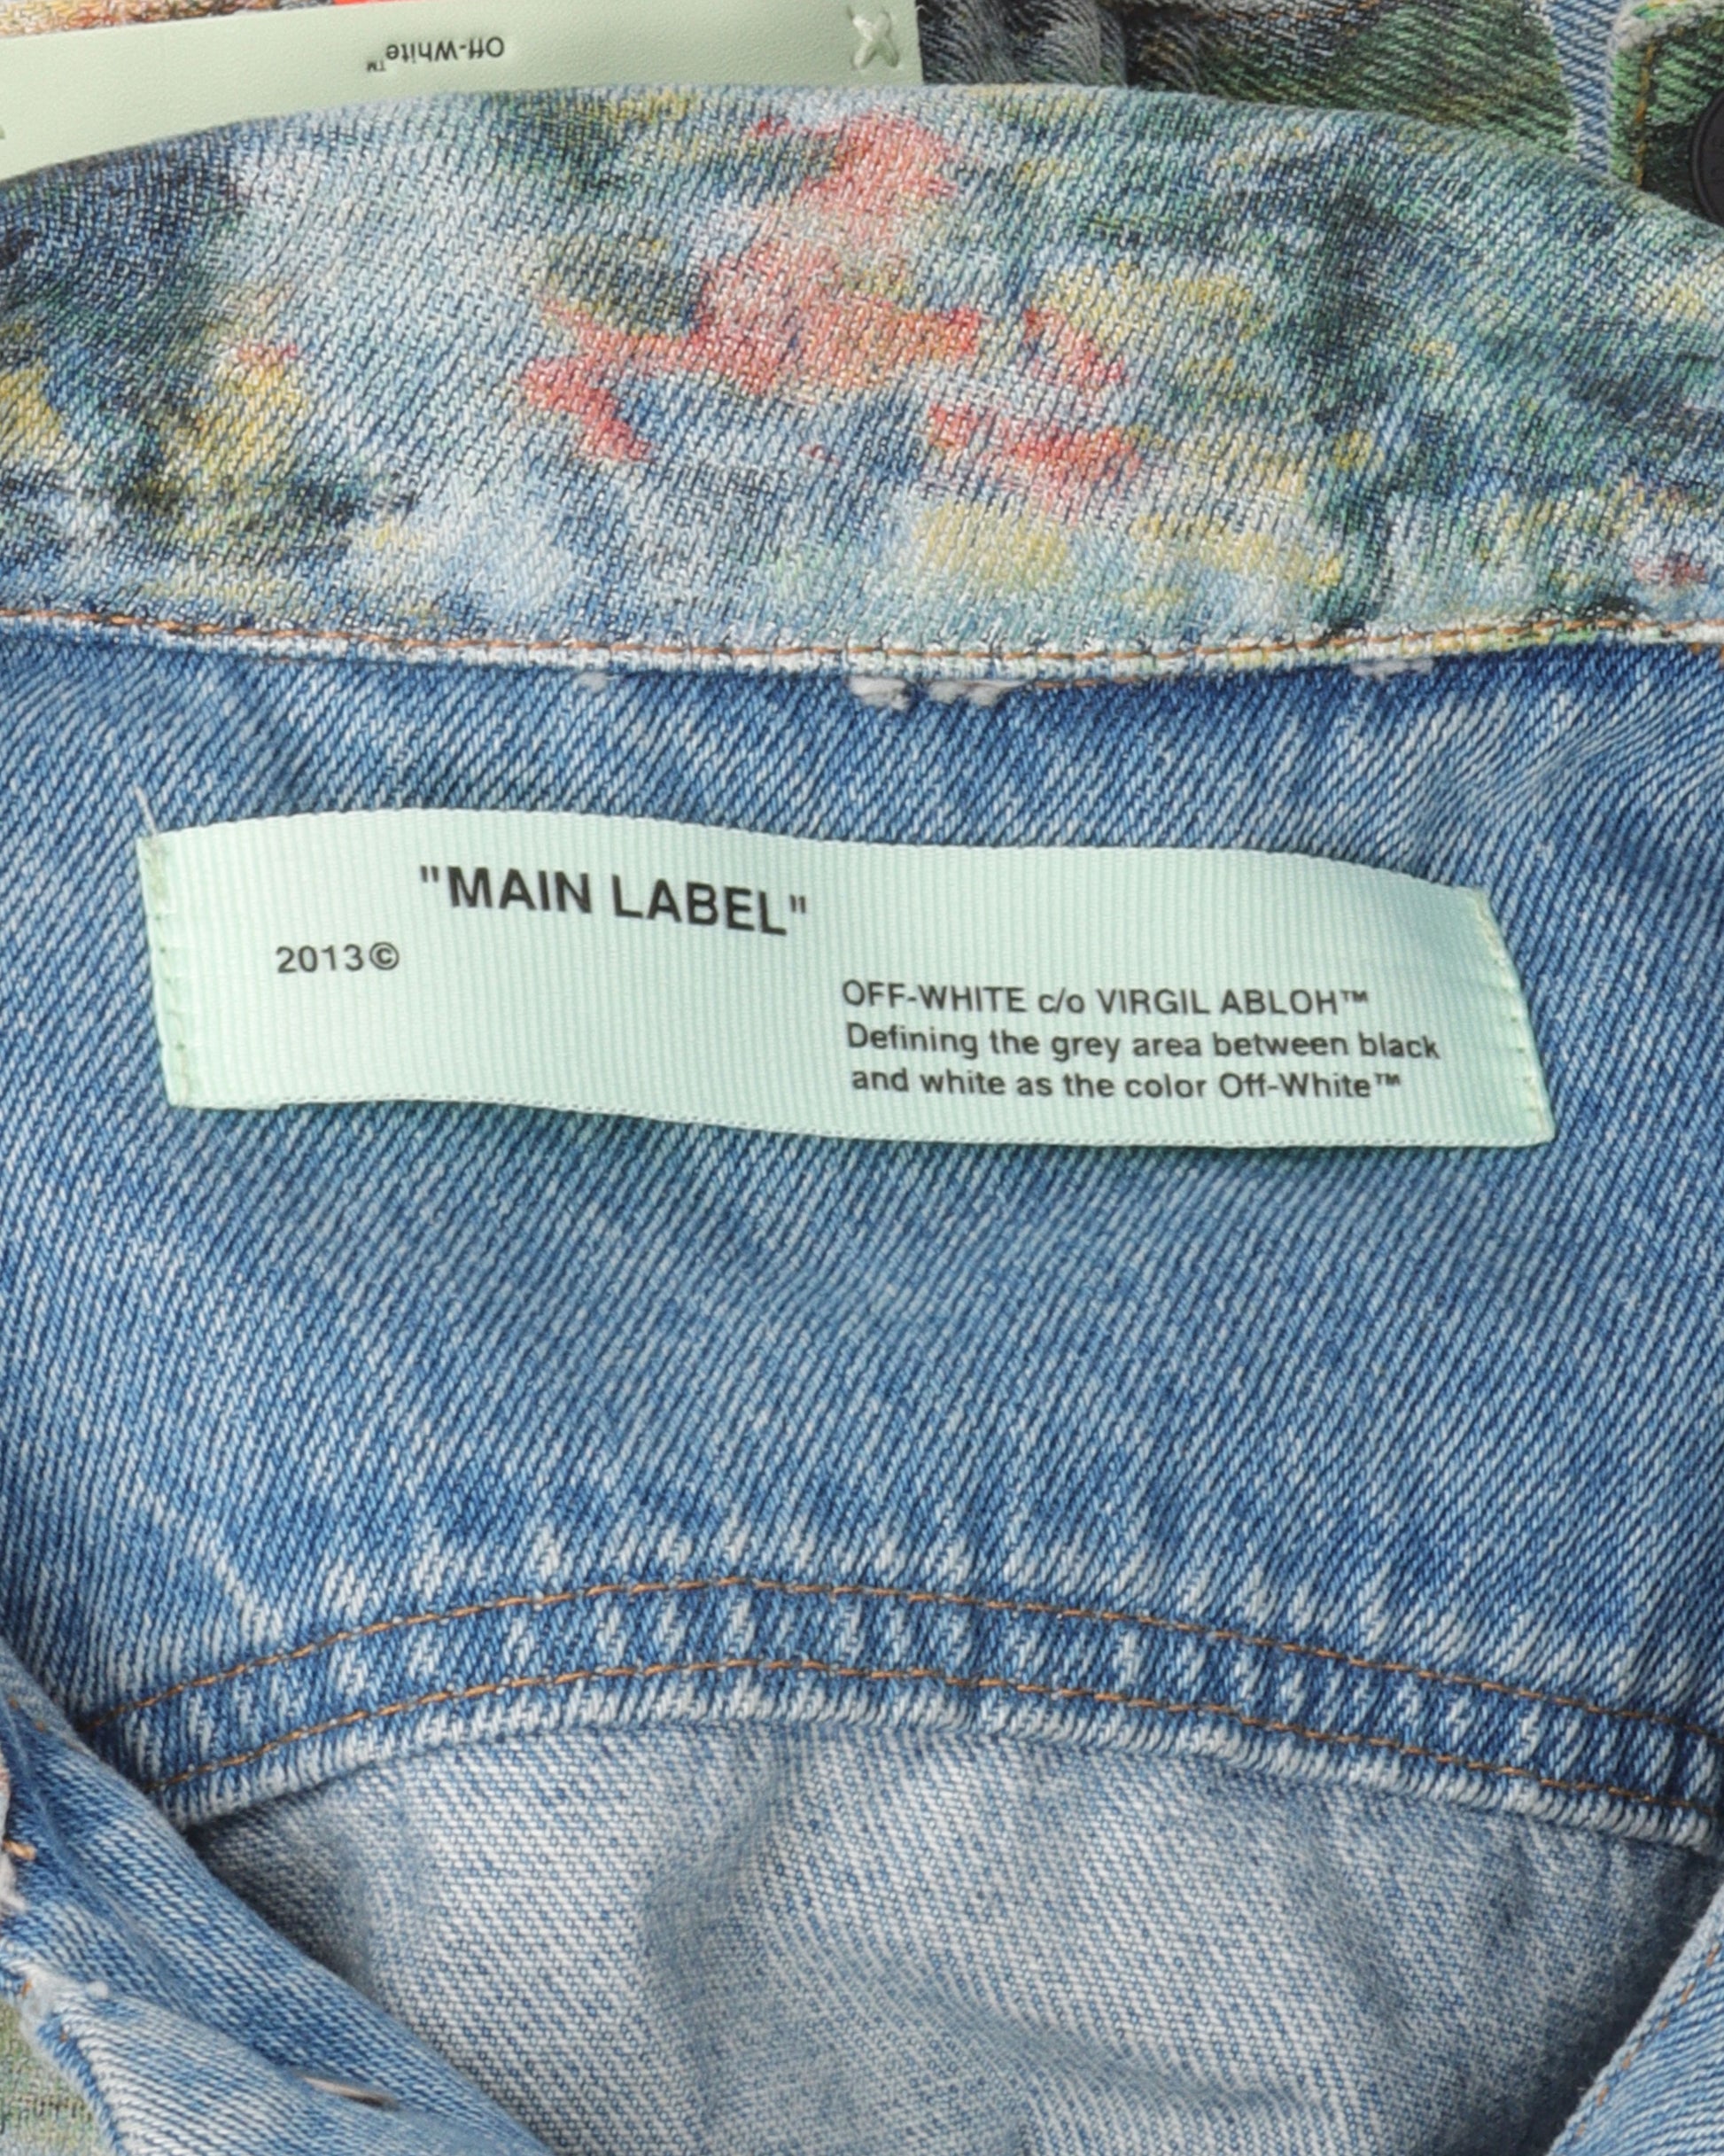 Off-White™
"MAIN LABEL"
2013©
OFF-WHITE c/o VIRGIL ABLOH™
Defining the grey area between black
and white as the color Off-White™